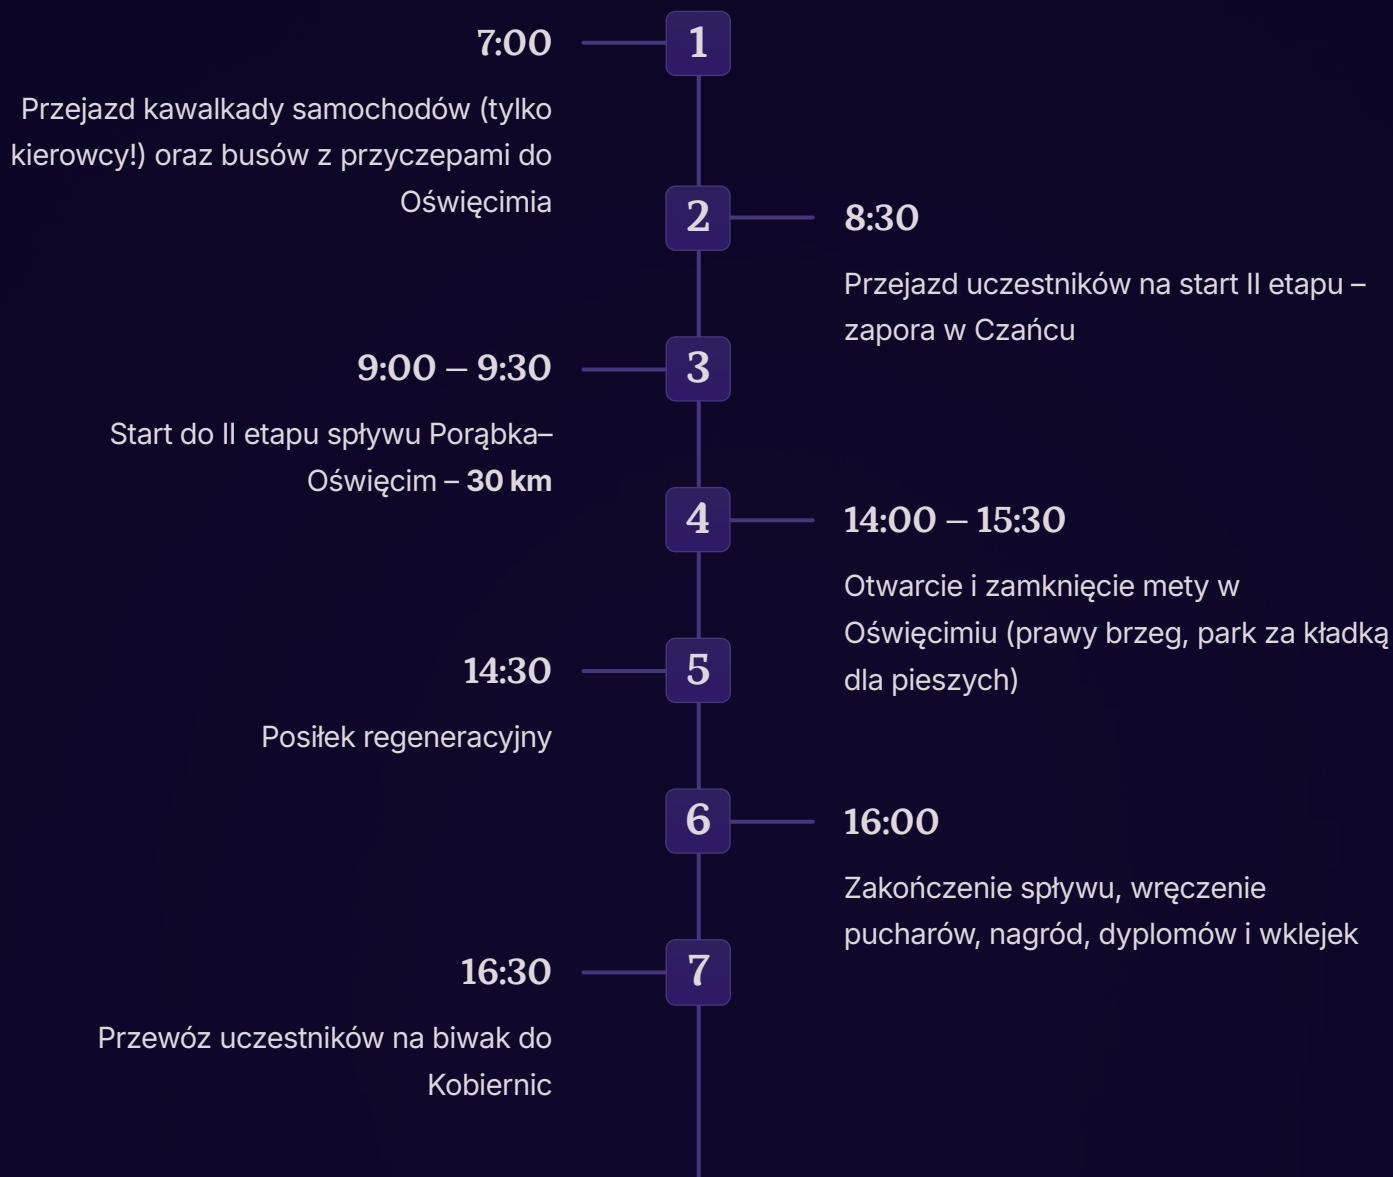 1
7:00
Przejazd kawalkady samochodów (tylko
kierowcy!) oraz busów z przyczepami do
Oświęcimia
2
8:30
Przejazd uczestników na start II etapu –
zapora w Czańcu
3
9:00 – 9:30
Start do II etapu spływu Porąbka–
Oświęcim – 30 km
4
14:00 – 15:30
Otwarcie i zamknięcie mety w
Oświęcimiu (prawy brzeg, park za kładką
dla pieszych)
5
14:30
Posiłek regeneracyjny
6
16:00
Zakończenie spływu, wręczenie
pucharów, nagród, dyplomów i wklejek
7
16:30
Przewóz uczestników na biwak do
Kobiernic